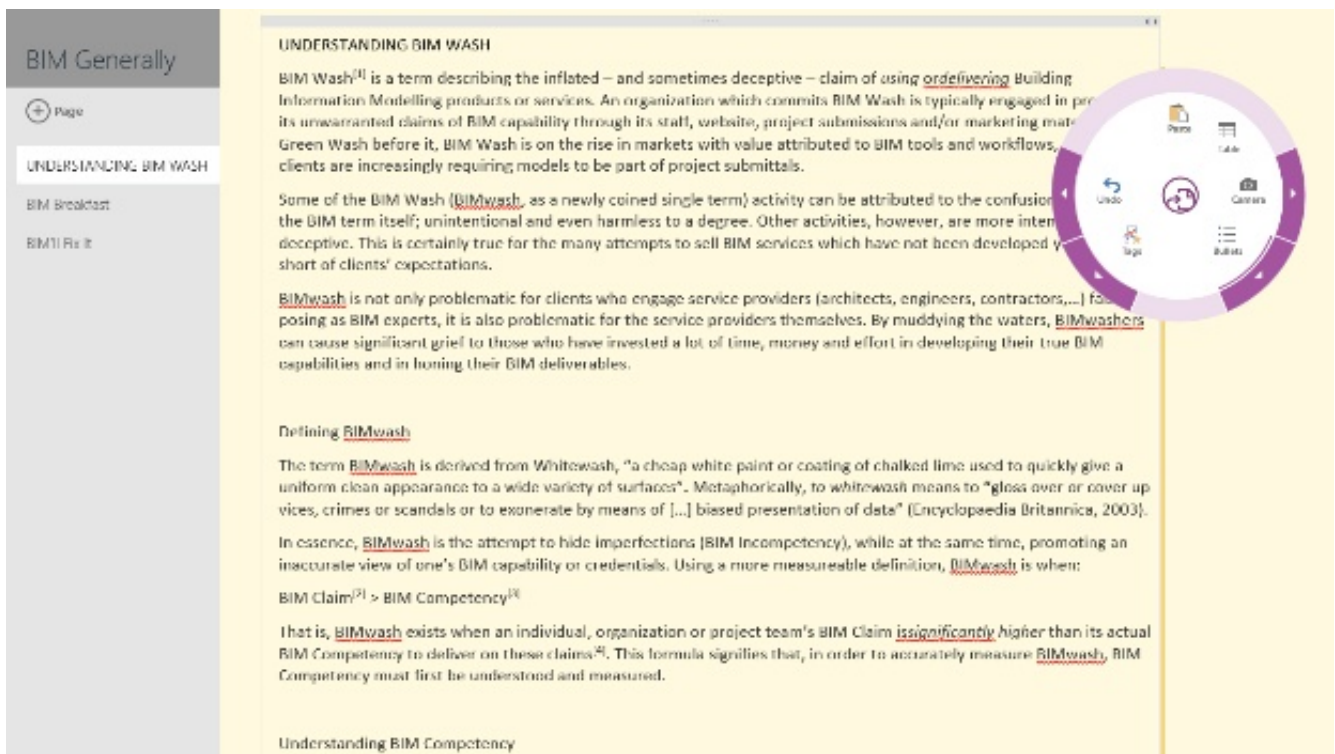 BIM Generally
Page
UNDERSTANDING BIM WASH
BIM Breakfast
BIM'll Fix It
UNDERSTANDING BIM WASH
BIM Wash[1] is a term describing the inflated – and sometimes deceptive – claim of using ordelivering Building
Information Modelling products or services. An organization which commits BIM Wash is typically engaged in
its unwarranted claims of BIM capability through its staff, website, project submissions and/or marketing
Green Wash before it, BIM Wash is on the rise in markets with value attributed to BIM tools and workflows,
clients are increasingly requiring models to be part of project submittals.
Some of the BIM Wash (BIMwash, as a newly coined single term) activity can be attributed to the confusion
the BIM term itself; unintentional and even harmless to a degree. Other activities, however, are more
deceptive. This is certainly true for the many attempts to sell BIM services which have not been developed
short of clients' expectations.
BIMwash is not only problematic for clients who engage service providers (architects, engineers, contractors,…)
posing as BIM experts, it is also problematic for the service providers themselves. By muddying the waters, BIMwashers
can cause significant grief to those who have invested a lot of time, money and effort in developing their true BIM
capabilities and in honing their BIM deliverables.
Defining BIMwash
The term BIMwash is derived from Whitewash, “a cheap white paint or coating of chalked lime used to quickly give a
uniform clean appearance to a wide variety of surfaces”. Metaphorically, to whitewash means to “gloss over or cover up
vices, crimes or scandals or to exonerate by means of […] biased presentation of data” (Encyclopaedia Britannica, 2003).
In essence, BIMwash is the attempt to hide imperfections (BIM Incompetency), while at the same time, promoting an
inaccurate view of one's BIM capability or credentials. Using a more measureable definition, BIMwash is when:
BIM Claim[2] > BIM Competency[3]
That is, BIMwash exists when an individual, organization or project team's BIM Claim issignificantly higher than its actual
BIM Competency to deliver on these claims[4]. This formula signifies that, in order to accurately measure BIMwash, BIM
Competency must first be understood and measured.
Understanding BIM Competency
Paste
Table
Undo
Camera
Tags
Bullets